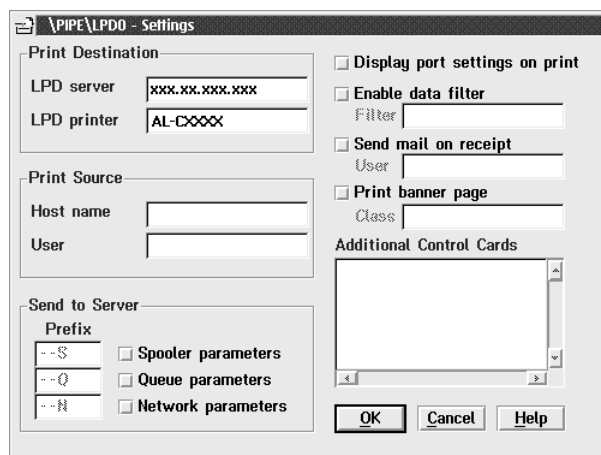 \PIPE\LPD0 - Settings
Print Destination
LPD server xxx.xx.xxx.xxx
LPD printer AL-CXXXX
Print Source
Host name
User
Send to Server
Prefix
--S Spooler parameters
--Q Queue parameters
--N Network parameters
Display port settings on print
Enable data filter
Filter
Send mail on receipt
User
Print banner page
Class
Additional Control Cards
OK Cancel Help